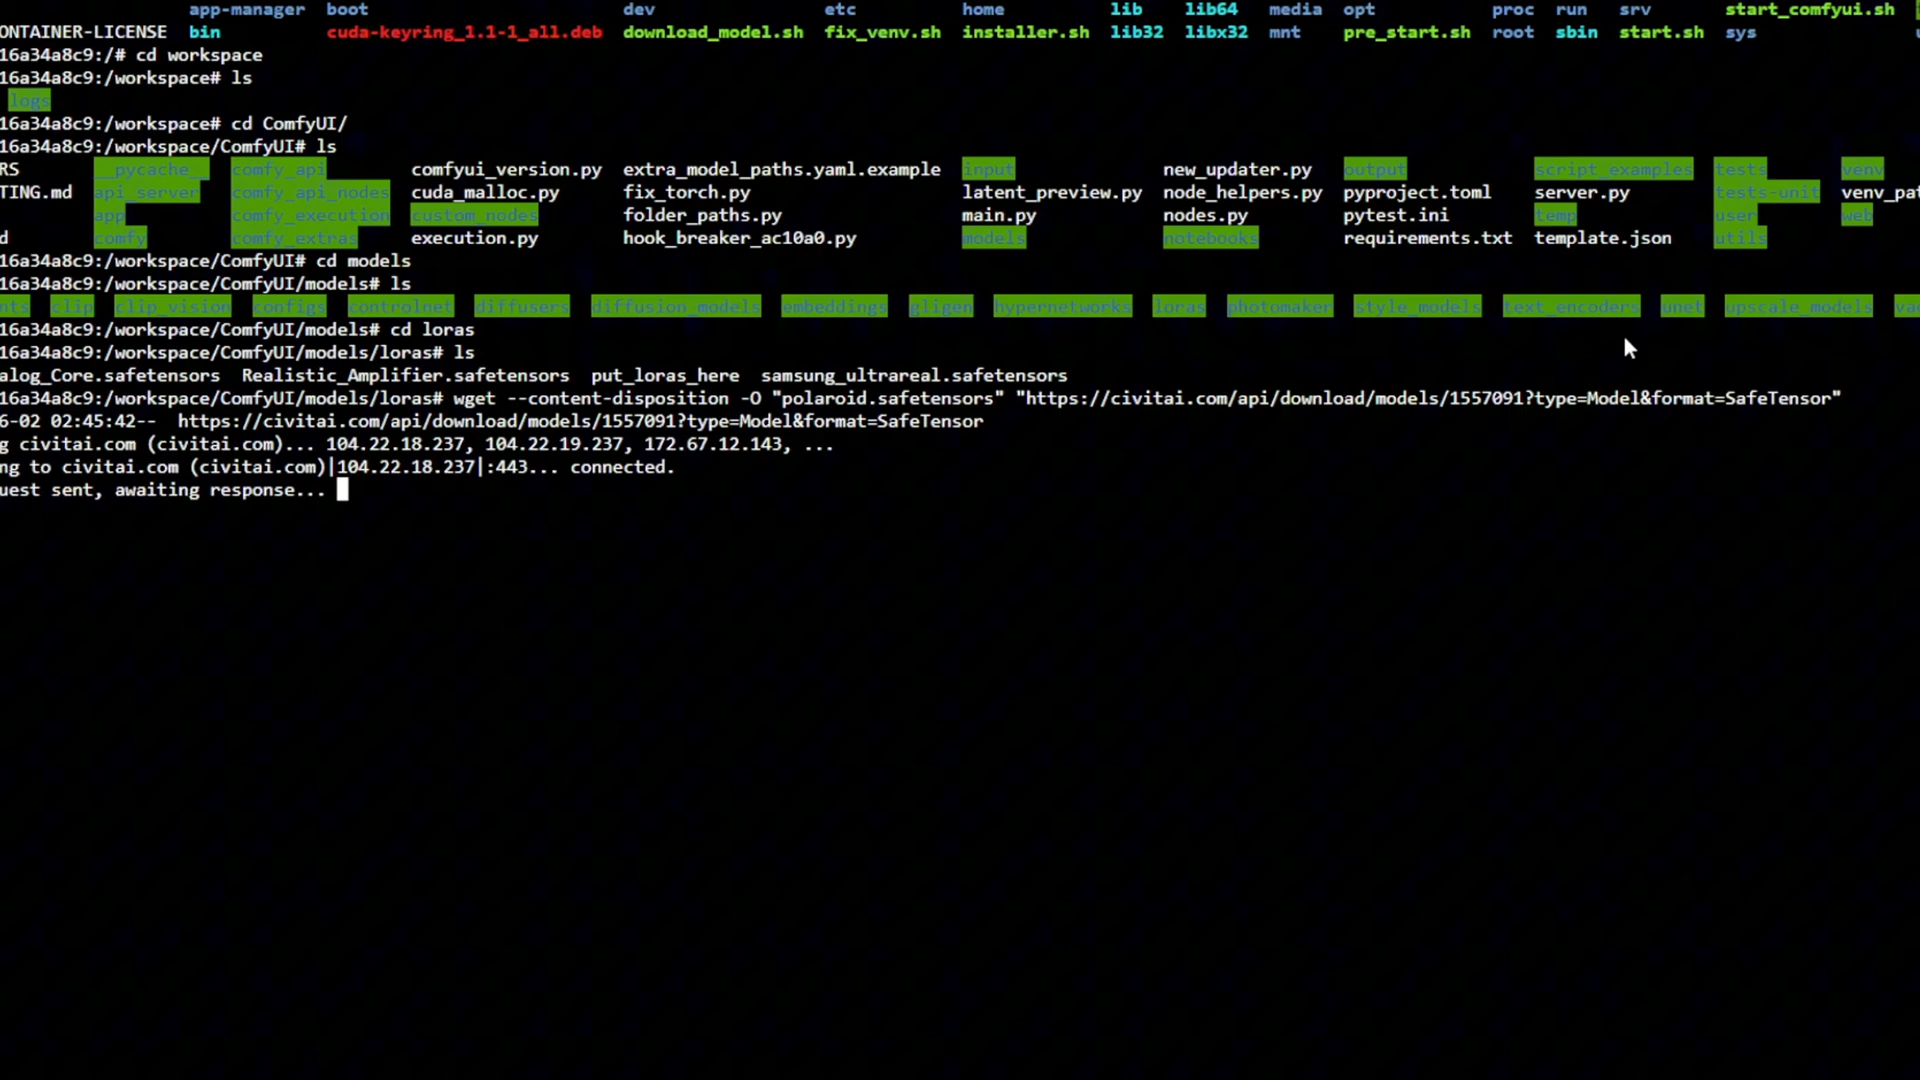 app-manager boot dev etc home lib lib64 media opt proc run srv start_comfyui.sh
ONTAINER-LICENSE bin cuda-keyring_1.1-1_all.deb download_model.sh fix_venv.sh installer.sh lib32 libx32 mnt pre_start.sh root sbin start.sh sys
16a34a8c9:/# cd workspace
16a34a8c9:/workspace# ls
logs
16a34a8c9:/workspace# cd ComfyUI/
16a34a8c9:/workspace/ComfyUI# ls
RS __pycache__ comfy_api comfyui_version.py extra_model_paths.yaml.example input new_updater.py output script_examples tests venv
TING.md api_server comfy_api_nodes cuda_malloc.py fix_torch.py latent_preview.py node_helpers.py pyproject.toml server.py tests-unit venv_pa
app comfy_execution custom_nodes folder_paths.py main.py nodes.py pytest.ini temp user web
d comfy comfy_extras execution.py hook_breaker_ac10a0.py models notebooks requirements.txt template.json utils
16a34a8c9:/workspace/ComfyUI# cd models
16a34a8c9:/workspace/ComfyUI/models# ls
nts clip clip_vision configs controlnet diffusers diffusion_models embeddings gligen hypernetworks loras photomaker style_models text_encoders unet upscale_models va
16a34a8c9:/workspace/ComfyUI/models# cd loras
16a34a8c9:/workspace/ComfyUI/models/loras# ls
alog_Core.safetensors Realistic_Amplifier.safetensors put_loras_here samsung_ultrareal.safetensors
16a34a8c9:/workspace/ComfyUI/models/loras# wget --content-disposition -O "polaroid.safetensors" "https://civitai.com/api/download/models/1557091?type=Model&format=SafeTensor"
6-02 02:45:42-- https://civitai.com/api/download/models/1557091?type=Model&format=SafeTensor
g civitai.com (civitai.com)... 104.22.18.237, 104.22.19.237, 172.67.12.143, ...
ng to civitai.com (civitai.com)|104.22.18.237|:443... connected.
uest sent, awaiting response...